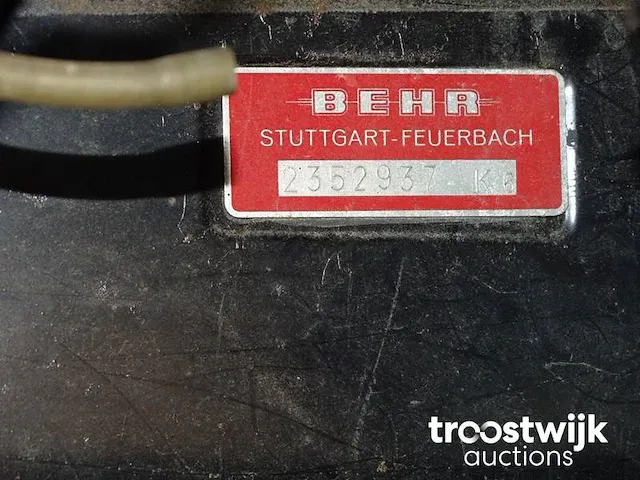 BEHR
STUTTGART-FEUERBACH
2352937
troostwijk
auctions